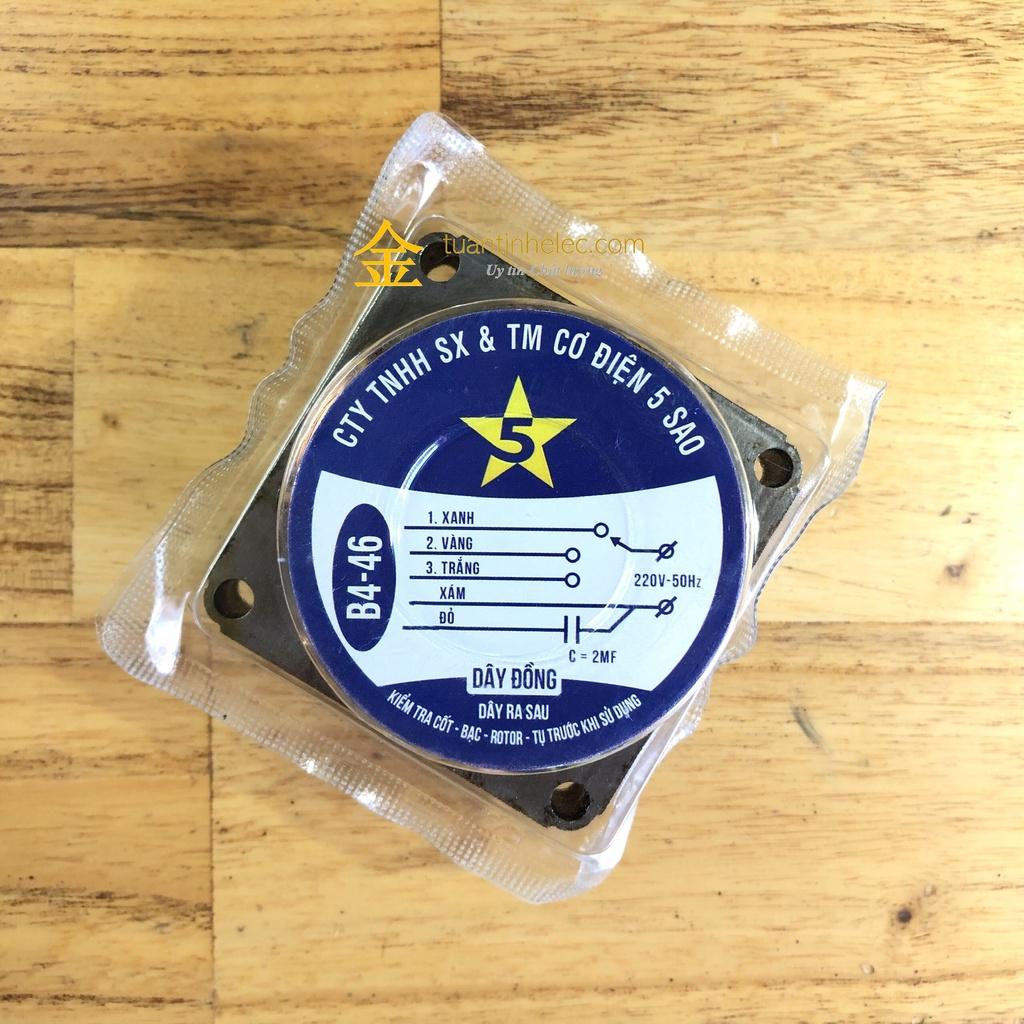 金
tuantinhelec.com
Uy tín Chất lượng
CTY TNHH SX & TM CƠ ĐIỆN 5 SAO
5
B4-46
1. XANH
2. VÀNG
3. TRẮNG
XÁM
ĐỎ
220V-50Hz
C = 2MF
DÂY ĐỒNG
DÂY RA SAU
KIỂM TRA CỐT - BẠC - ROTOR - TỤ TRƯỚC KHI SỬ DỤNG